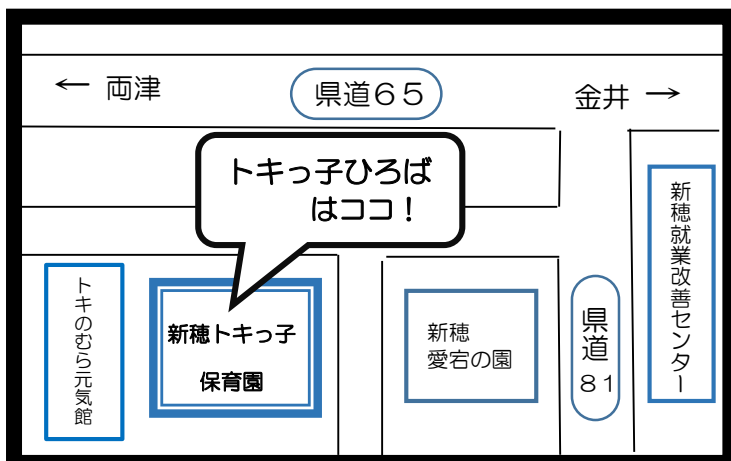 ← 両津
県道６５
金井 →
トキっ子ひろば
はココ！
トキのむら元気館
新穂トキっ子
保育園
新穂
愛宕の園
県道
８１
新穂就業改善センター